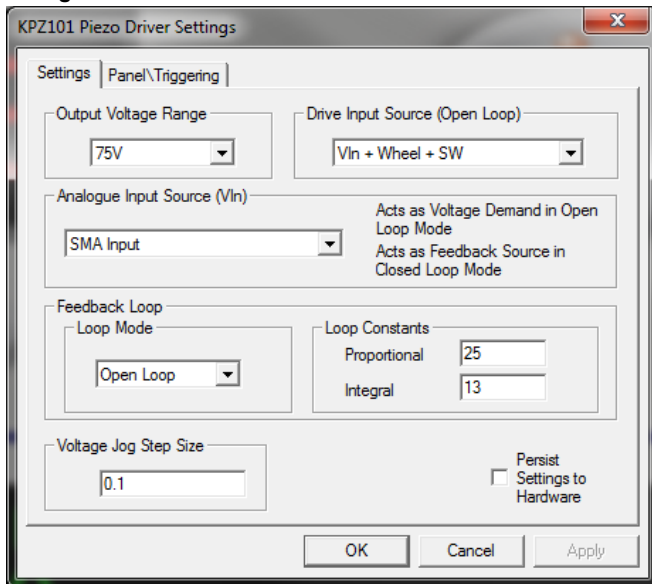 KPZ101 Piezo Driver Settings
Settings
Panel\Triggering
Output Voltage Range
75V
Drive Input Source (Open Loop)
VIn + Wheel + SW
Analogue Input Source (VIn)
SMA Input
Acts as Voltage Demand in Open
Loop Mode
Acts as Feedback Source in
Closed Loop Mode
Feedback Loop
Loop Mode
Open Loop
Loop Constants
Proportional
25
Integral
13
Voltage Jog Step Size
0.1
Persist
Settings to
Hardware
OK
Cancel
Apply